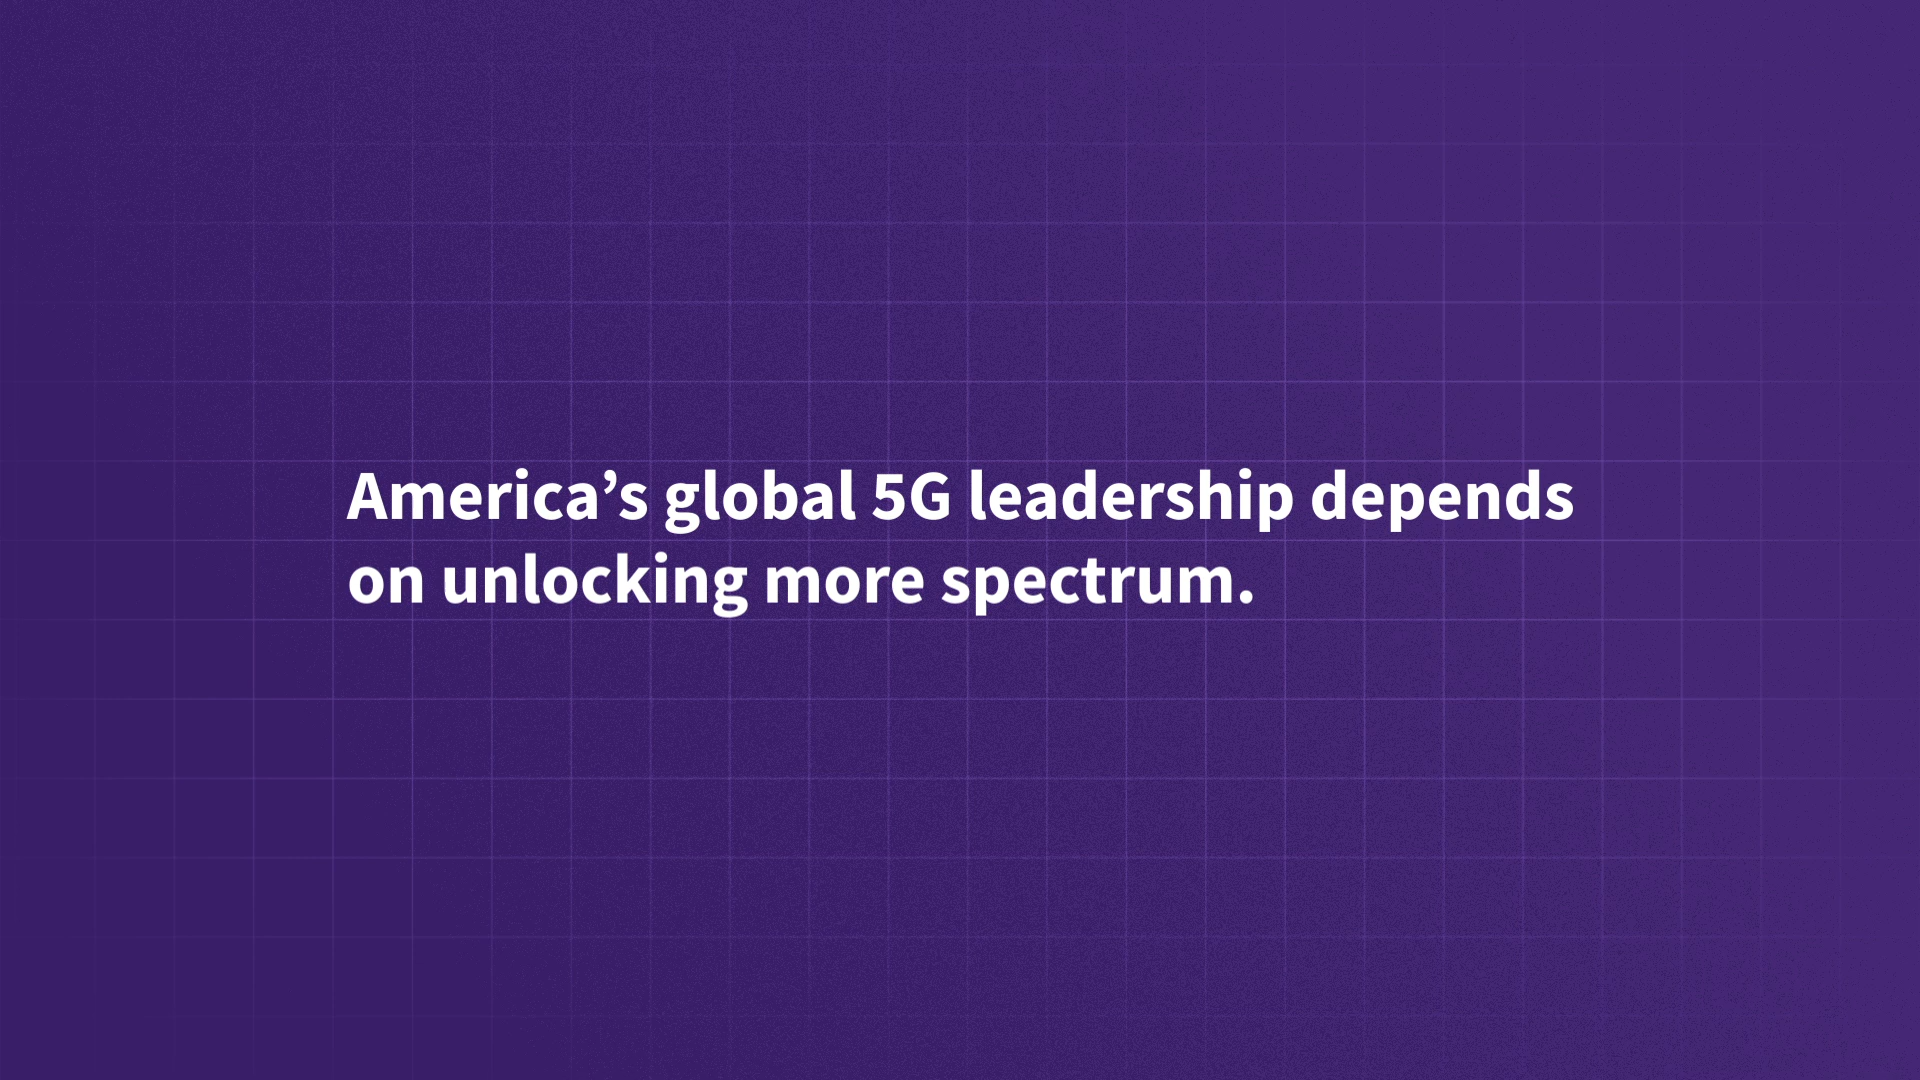 America’s global 5G leadership depends
on unlocking more spectrum.